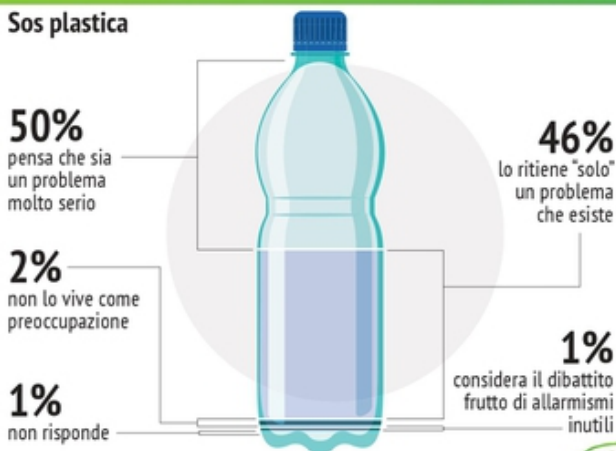 Sos plastica
50%
pensa che sia
un problema
molto serio
46%
lo ritiene "solo"
un problema
che esiste
2%
non lo vive come
preoccupazione
1%
considera il dibattito
frutto di allarmismi
inutili
1%
non risponde